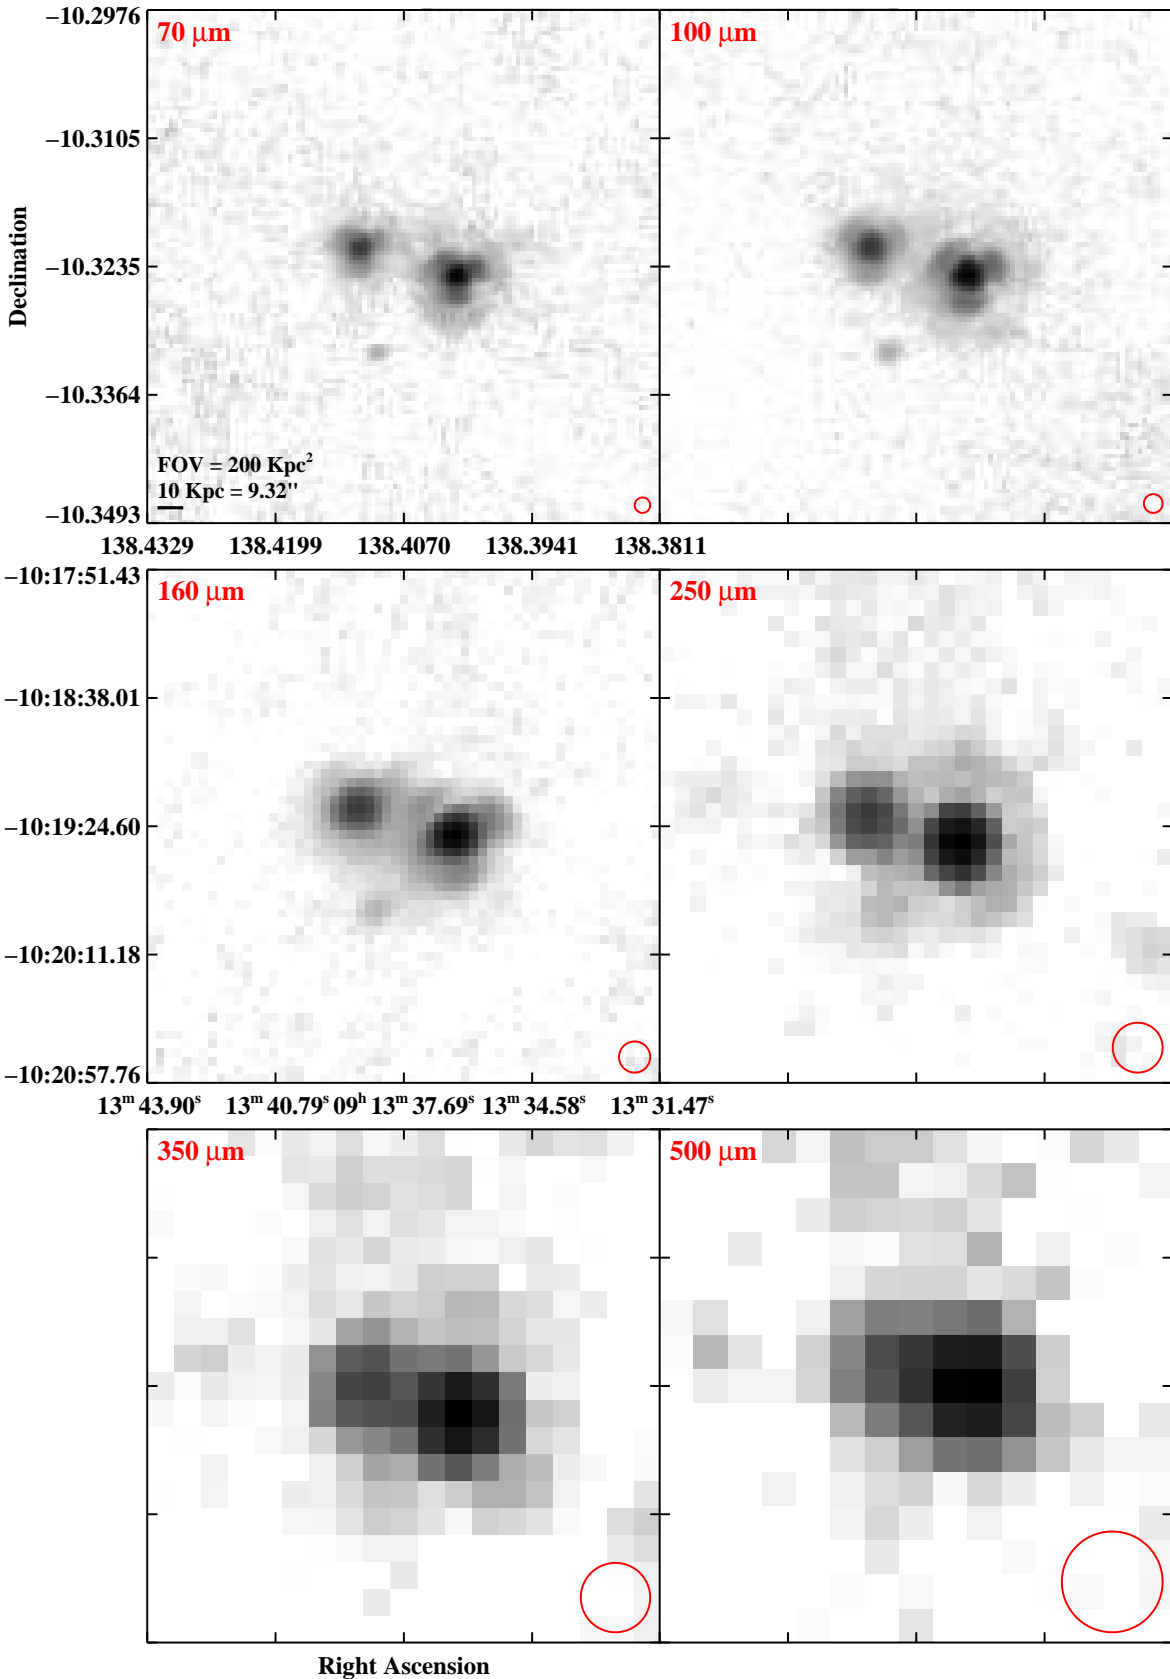 −10.2976
70 μm
100 μm
−10.3105
Declination
−10.3235
−10.3364
FOV = 200 Kpc²
10 Kpc = 9.32"
−10.3493
138.4329 138.4199 138.4070 138.3941 138.3811
−10:17:51.43
160 μm
250 μm
−10:18:38.01
−10:19:24.60
−10:20:11.18
−10:20:57.76
13ᵐ 43.90ˢ 13ᵐ 40.79ˢ 09ʰ 13ᵐ 37.69ˢ 13ᵐ 34.58ˢ 13ᵐ 31.47ˢ
350 μm
500 μm
Right Ascension